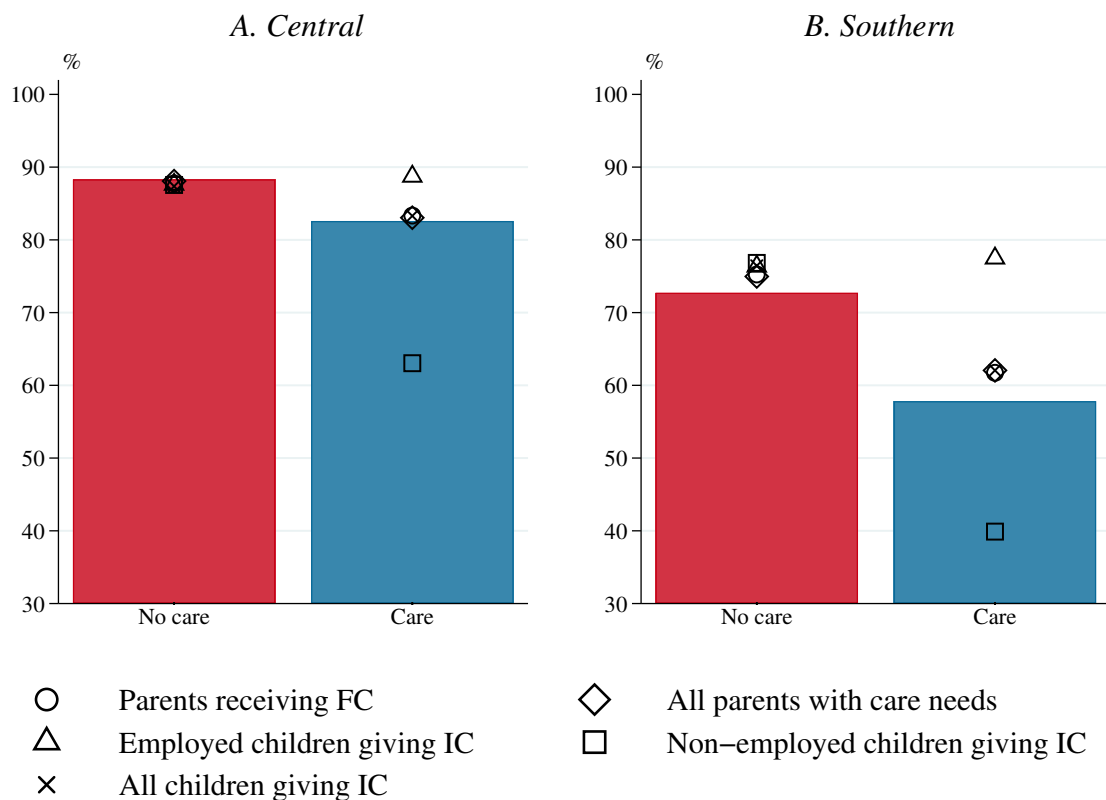 A. Central
%
100
90
80
70
60
50
40
30
No care
Care
B. Southern
%
100
90
80
70
60
50
40
30
No care
Care
Parents receiving FC
All parents with care needs
Employed children giving IC
Non−employed children giving IC
All children giving IC